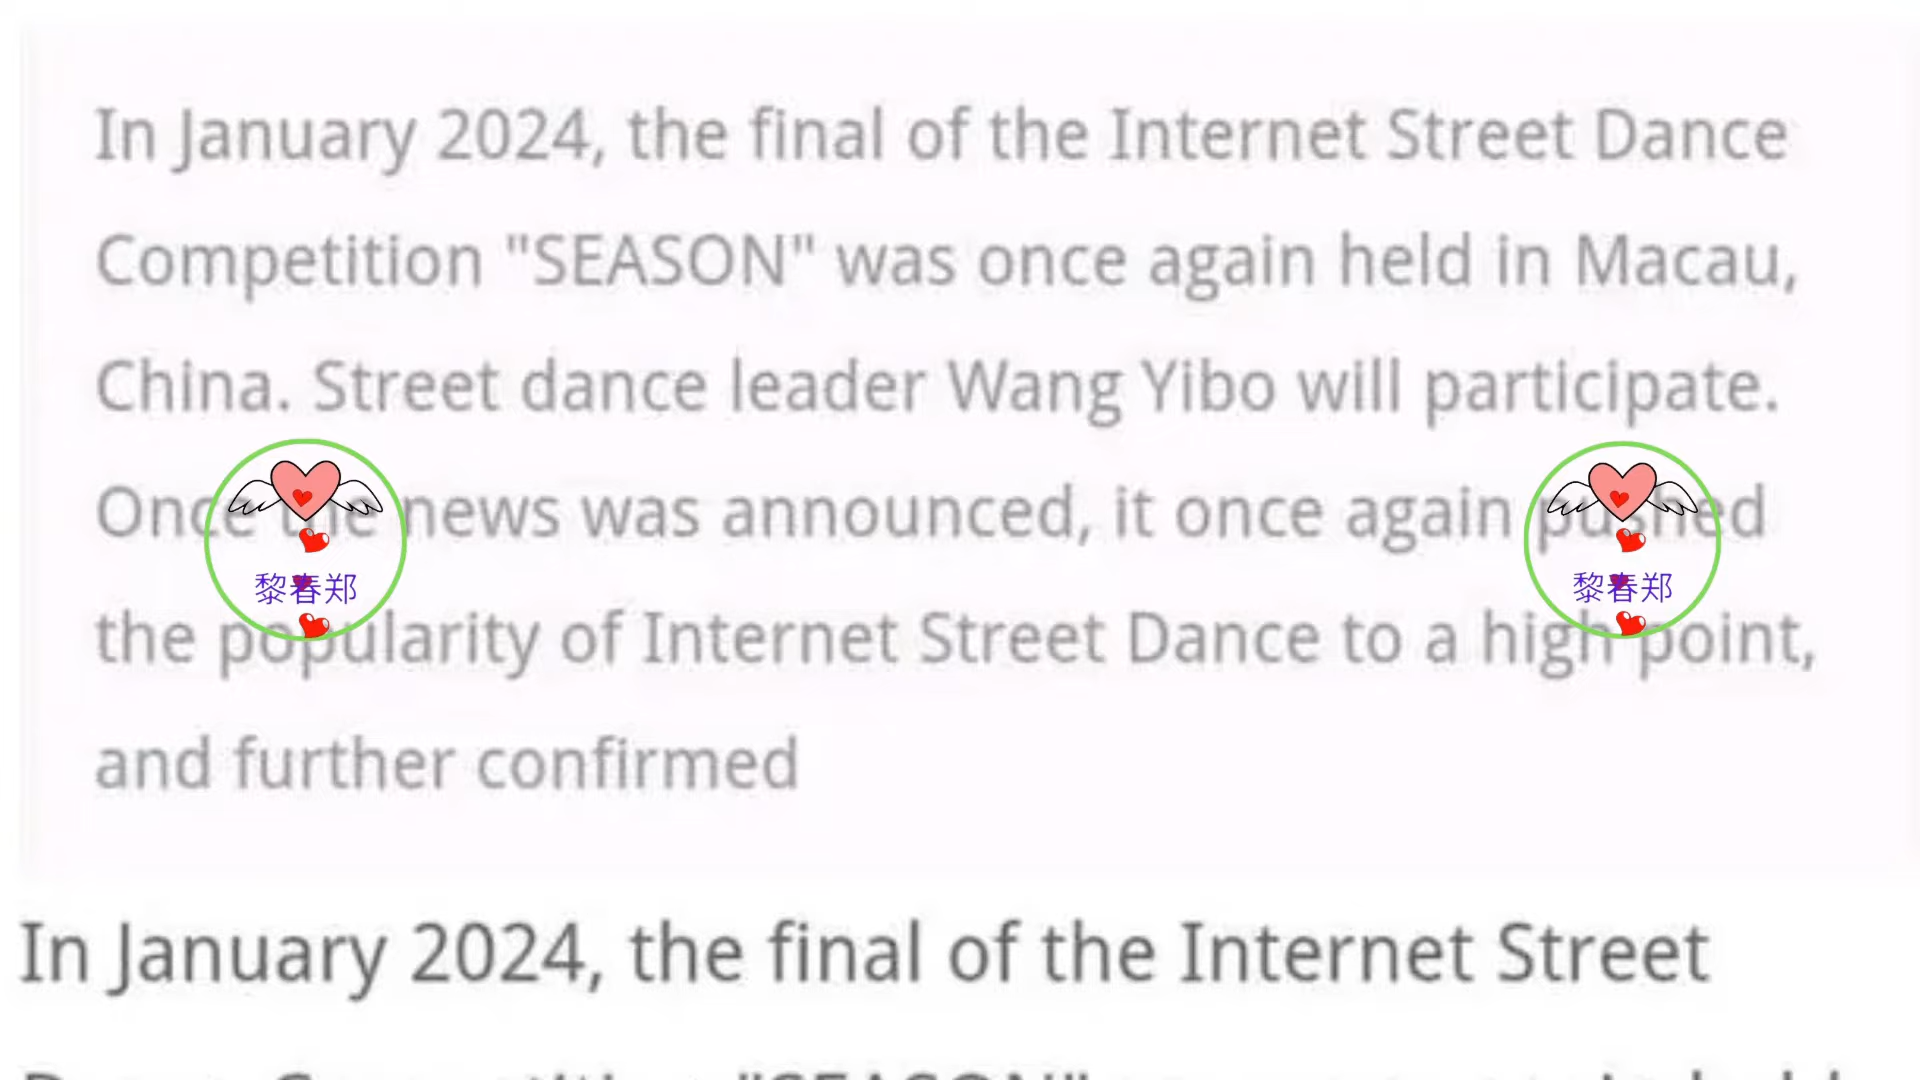 In January 2024, the final of the Internet Street Dance
Competition "SEASON" was once again held in Macau,
China. Street dance leader Wang Yibo will participate.
Once the news was announced, it once again pushed
黎春郑
黎春郑
the popularity of Internet Street Dance to a high point,
and further confirmed
In January 2024, the final of the Internet Street
"SEASON"